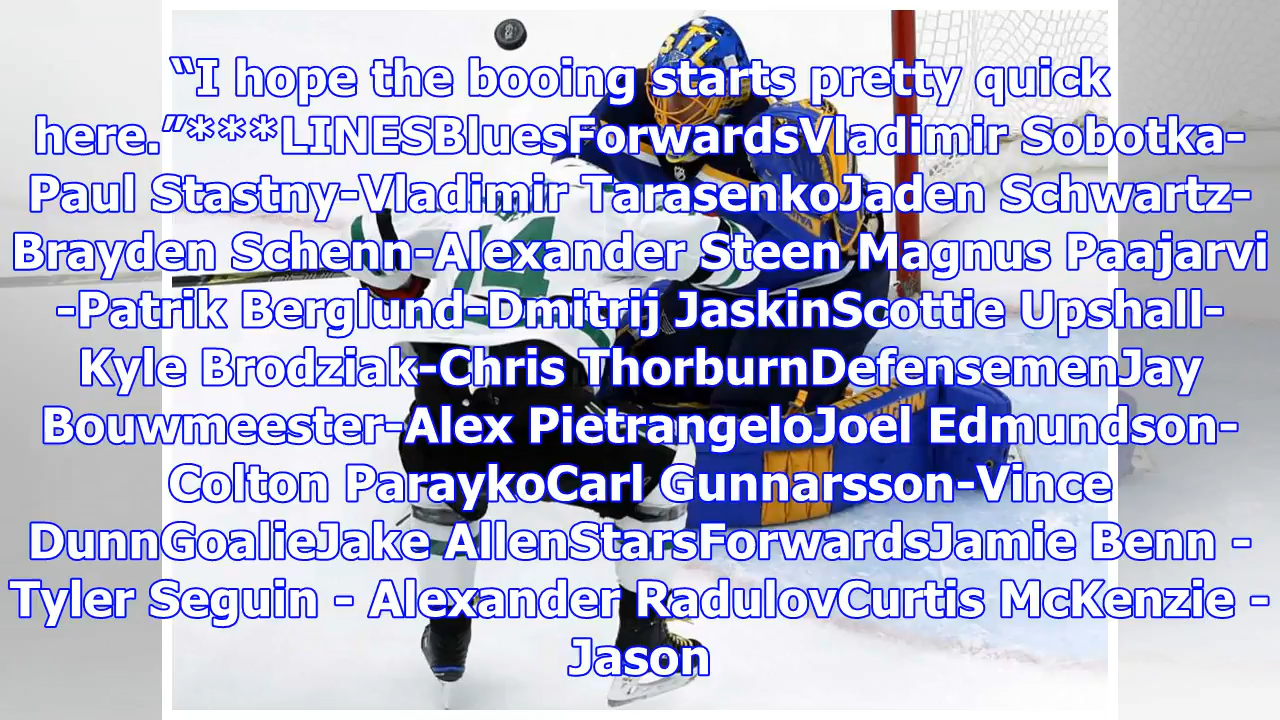 “I hope the booing starts pretty quick
here.”***LINESBluesForwardsVladimir Sobotka-
Paul Stastny-Vladimir TarasenkoJaden Schwartz-
Brayden Schenn-Alexander Steen Magnus Paajarvi
-Patrik Berglund-Dmitrij JaskinScottie Upshall-
Kyle Brodziak-Chris ThorburnDefensemenJay
Bouwmeester-Alex PietrangeloJoel Edmundson-
Colton ParaykoCarl Gunnarsson-Vince
DunnGoalieJake AllenStarsForwardsJamie Benn -
Tyler Seguin - Alexander RadulovCurtis McKenzie -
Jason
14